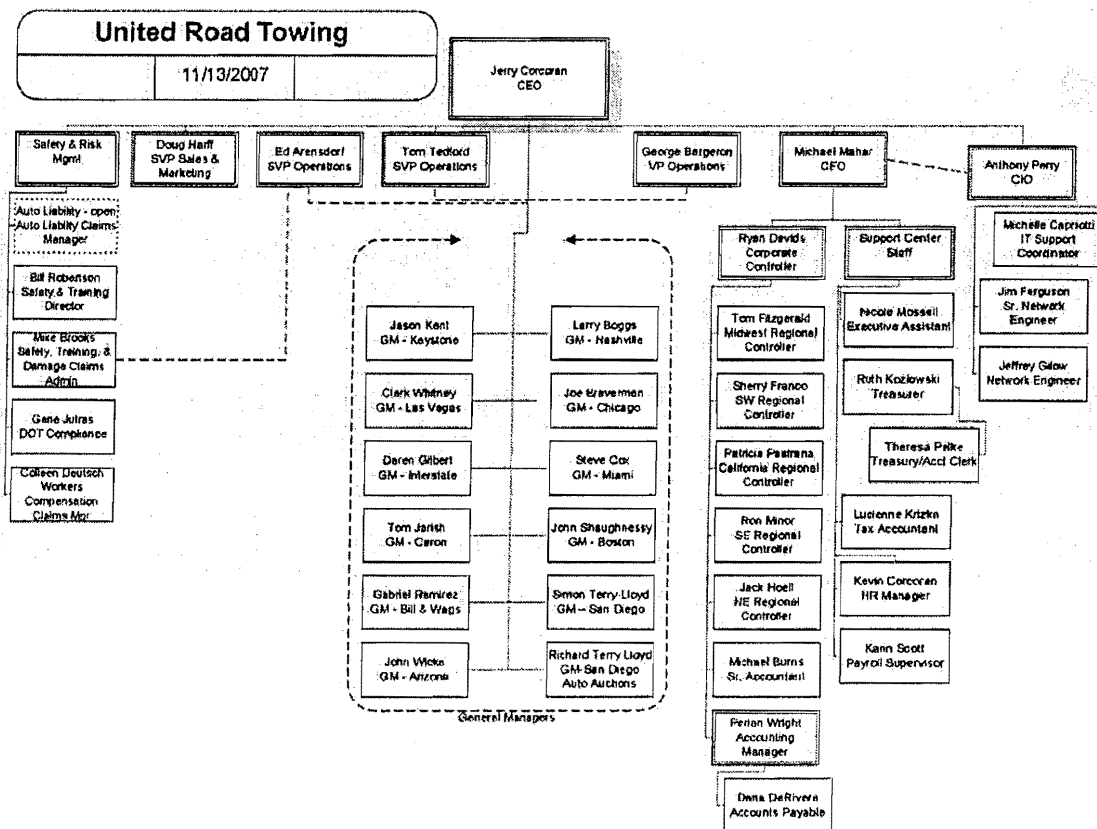 United Road Towing
11/13/2007
Jerry Corcoran
CEO
Safety & Risk
Mgmt
Doug Harff
SVP Sales &
Marketing
Ed Arensdorf
SVP Operations
Tom Tedford
SVP Operations
George Bergeron
VP Operations
Michael Mahar
CFO
Anthony Perry
CIO
Auto Liability - open
Auto Liability Claims
Manager
Bill Robertson
Safety & Training
Director
Mike Brooks
Safety, Training, &
Damage Claims
Admin
Gene Jutras
DOT Compliance
Colleen Deutsch
Workers
Compensation
Claims Mgr
Jason Kent
GM - Keystone
Clark Whitney
GM - Las Vegas
Daren Gilbert
GM - Interstate
Tom Jarish
GM - Caron
Gabriel Ramirez
GM - Bill & Wags
John Wicke
GM - Arizona
Larry Boggs
GM - Nashville
Joe Braverman
GM - Chicago
Steve Cox
GM - Miami
John Shaughnessy
GM - Boston
Simon Terry-Lloyd
GM – San Diego
Richard Terry Lloyd
GM-San Diego
Auto Auctions
General Managers
Ryan Davids
Corporate
Controller
Tom Fitzgerald
Midwest Regional
Controller
Sherry Franco
SW Regional
Controller
Patricia Pastrana
California Regional
Controller
Ron Minor
SE Regional
Controller
Jack Hoell
NE Regional
Controller
Michael Burns
Sr. Accountant
Perian Wright
Accounting
Manager
Dana DeRivera
Accounts Payable
Support Center
Staff
Nicole Mossell
Executive Assistant
Ruth Kozlowski
Treasurer
Theresa Palke
Treasury/Acct Clerk
Lucienne Krizka
Tax Accountant
Kevin Corcoran
HR Manager
Karin Scott
Payroll Supervisor
Michelle Capriotti
IT Support
Coordinator
Jim Ferguson
Sr. Network
Engineer
Jeffrey Gilow
Network Engineer